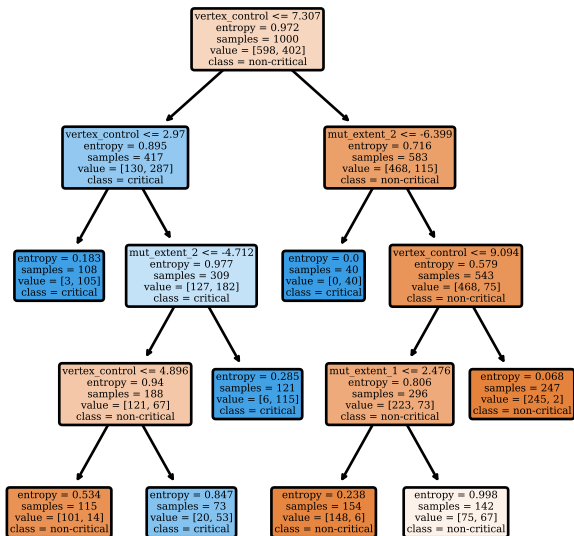 vertex_control <= 7.307
entropy = 0.972
samples = 1000
value = [598, 402]
class = non-critical
vertex_control <= 2.97
entropy = 0.895
samples = 417
value = [130, 287]
class = critical
mut_extent_2 <= -6.399
entropy = 0.716
samples = 583
value = [468, 115]
class = non-critical
entropy = 0.183
samples = 108
value = [3, 105]
class = critical
mut_extent_2 <= -4.712
entropy = 0.977
samples = 309
value = [127, 182]
class = critical
entropy = 0.0
samples = 40
value = [0, 40]
class = critical
vertex_control <= 9.094
entropy = 0.579
samples = 543
value = [468, 75]
class = non-critical
vertex_control <= 4.896
entropy = 0.94
samples = 188
value = [121, 67]
class = non-critical
entropy = 0.285
samples = 121
value = [6, 115]
class = critical
mut_extent_1 <= 2.476
entropy = 0.806
samples = 296
value = [223, 73]
class = non-critical
entropy = 0.068
samples = 247
value = [245, 2]
class = non-critical
entropy = 0.534
samples = 115
value = [101, 14]
class = non-critical
entropy = 0.847
samples = 73
value = [20, 53]
class = critical
entropy = 0.238
samples = 154
value = [148, 6]
class = non-critical
entropy = 0.998
samples = 142
value = [75, 67]
class = non-critical